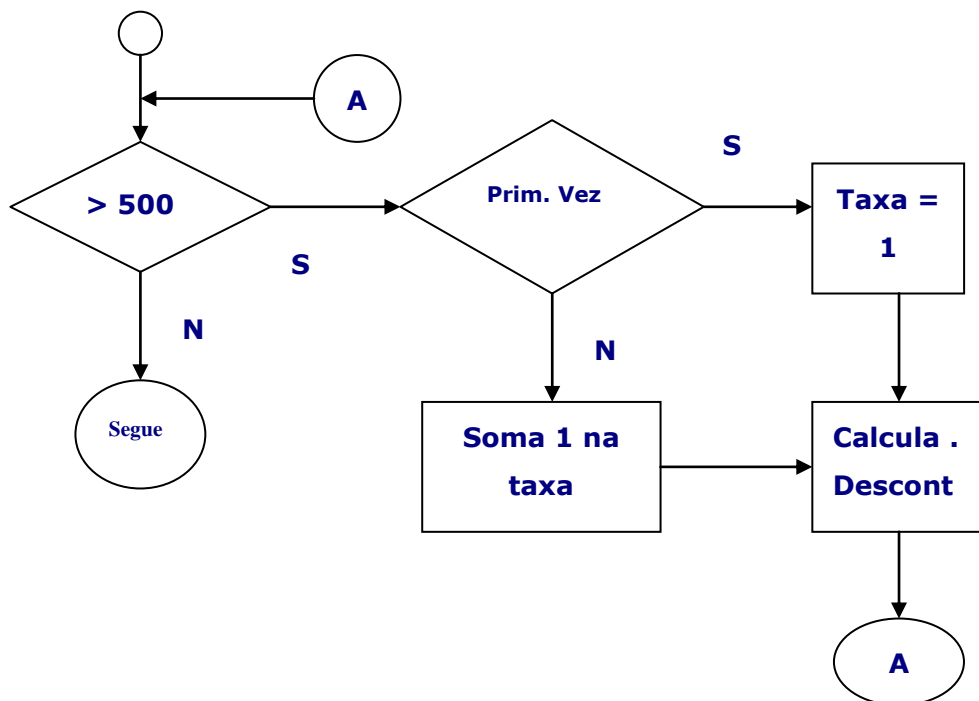 A
> 500
S
Prim. Vez
S
Taxa =
1
N
N
Segue
Soma 1 na
taxa
Calcula .
Descont
A